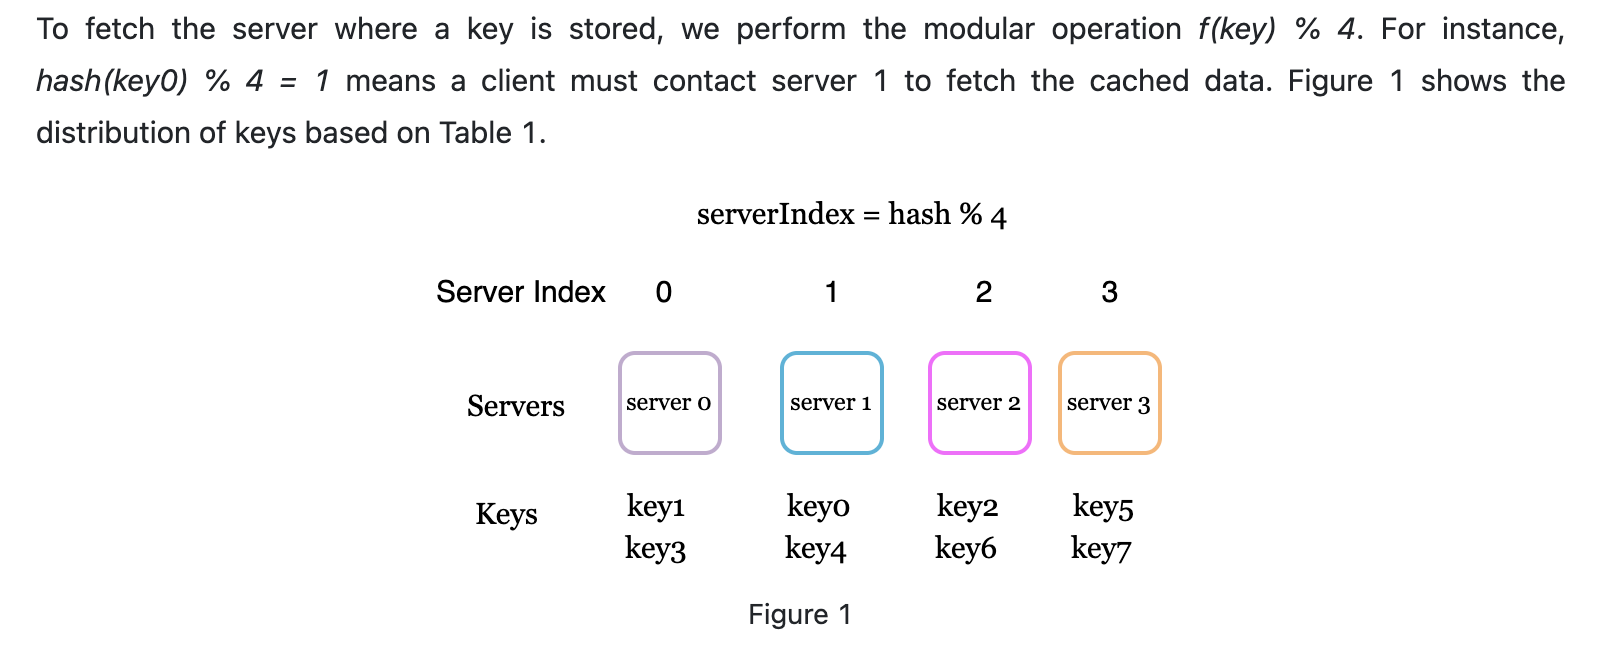 To fetch the server where a key is stored, we perform the modular operation f(key) % 4. For instance,
hash(key0) % 4 = 1 means a client must contact server 1 to fetch the cached data. Figure 1 shows the
distribution of keys based on Table 1.
serverIndex = hash % 4
Server Index 0 1 2 3
Servers server 0 server 1 server 2 server 3
Keys key1 key0 key2 key5
key3 key4 key6 key7
Figure 1